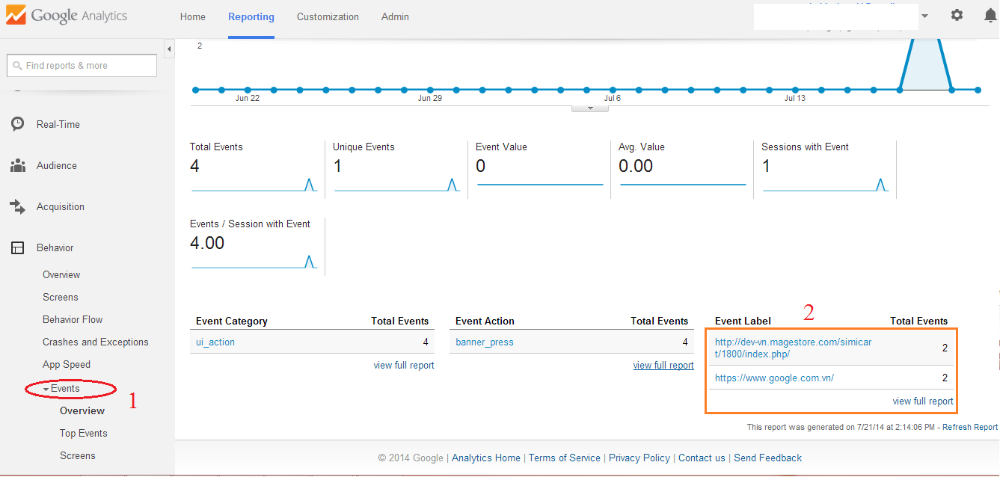 Google Analytics
Home Reporting Customization Admin
Find reports & more
2
Jun 22 Jun 29 Jul 6 Jul 13
Real-Time
Audience
Acquisition
Behavior
Overview
Screens
Behavior Flow
Crashes and Exceptions
App Speed
Events
1
Overview
Top Events
Screens
Total Events
4
Unique Events
1
Event Value
0
Avg. Value
0.00
Sessions with Event
1
Events / Session with Event
4.00
Event Category Total Events
ui_action 4
view full report
Event Action Total Events
banner_press 4
view full report
2
Event Label Total Events
http://dev-vn.magestore.com/simicar
t/1800/index.php/ 2
https://www.google.com.vn/ 2
view full report
This report was generated on 7/21/14 at 2:14:06 PM - Refresh Report
© 2014 Google | Analytics Home | Terms of Service | Privacy Policy | Contact us | Send Feedback